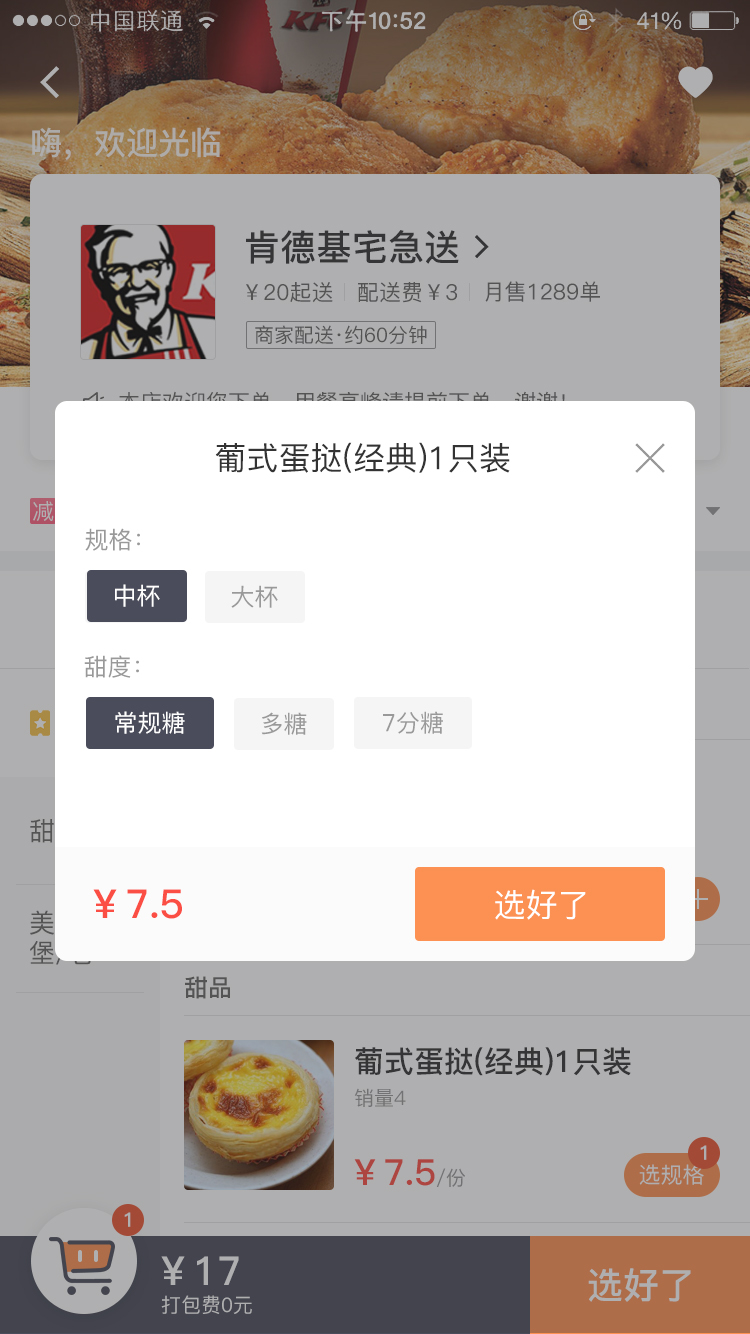 中国联通
下午10:52
41%
KFC
嗨，欢迎光临
肯德基宅急送
¥20起送 配送费¥3 月售1289单
商家配送·约60分钟
本店欢迎您下单，用餐高峰请提前下单，谢谢!
葡式蛋挞(经典)1只装
减
规格:
中杯 大杯
甜度:
常规糖 多糖 7分糖
甜
¥7.5
选好了
美
堡
甜品
葡式蛋挞(经典)1只装
销量4
¥7.5/份
选规格
1
1
¥17
打包费0元
选好了